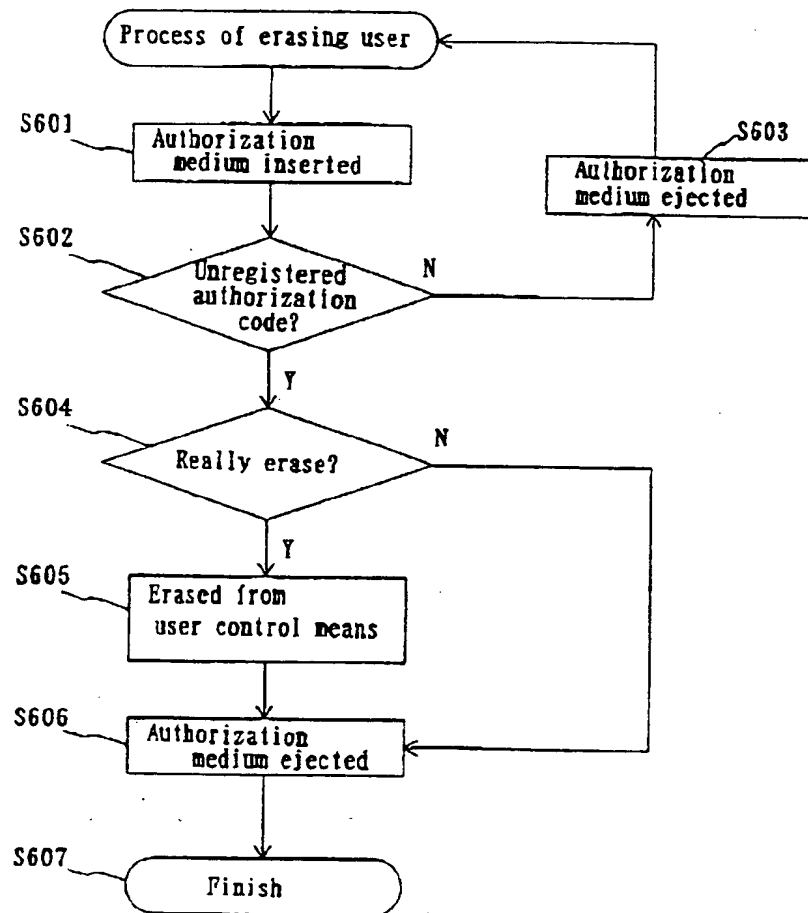 Process of erasing user
S601
Authorization
medium inserted
S603
Authorization
medium ejected
S602
Unregistered
authorization
code?
N
Y
S604
Really erase?
N
Y
S605
Erased from
user control means
S606
Authorization
medium ejected
S607
Finish